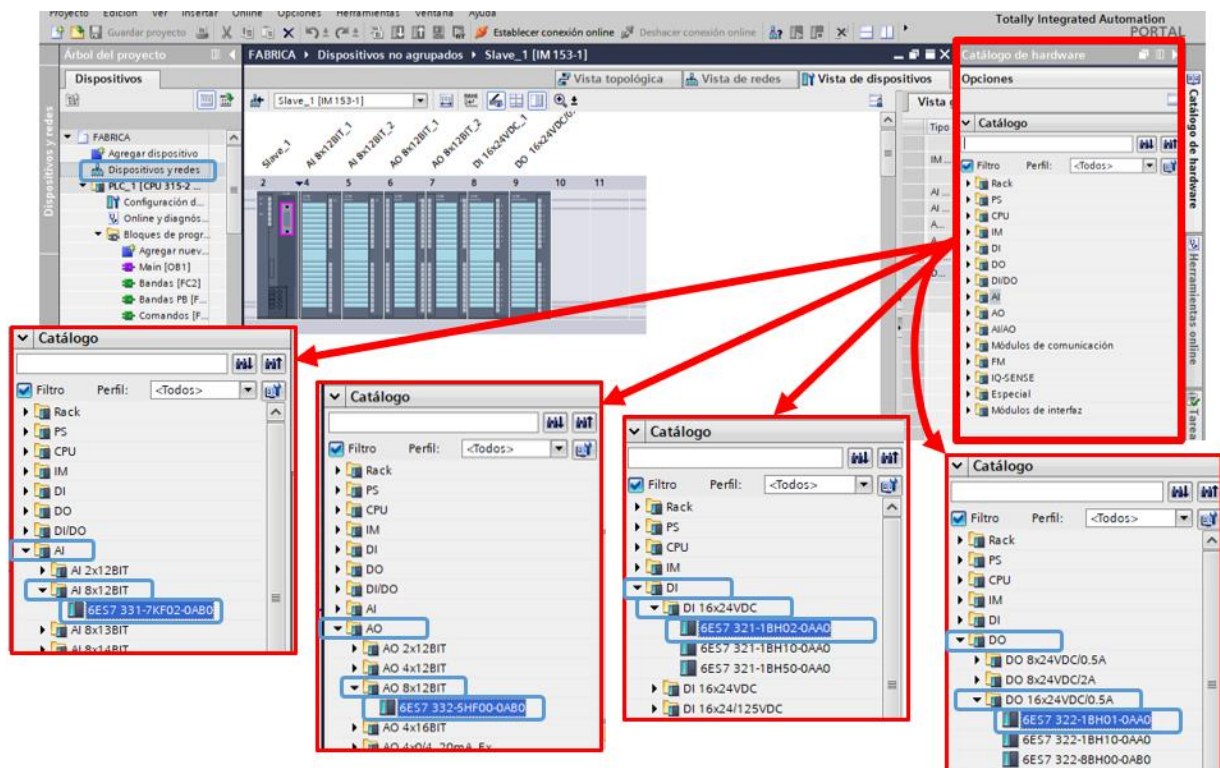 Proyecto Edición Ver Insertar Online Opciones Herramientas Ventana Ayuda
Guardar proyecto
Establecer conexión online
Deshacer conexión online
Totally Integrated Automation
PORTAL
Árbol del proyecto
Dispositivos
Dispositivos y redes
FABRICA
Agregar dispositivo
Dispositivos y redes
PLC_1 [CPU 315-2 ...
Configuración d...
Online y diagnós...
Bloques de progr...
Agregar nuev...
Main [OB1]
Bandas [FC2]
Bandas PB [F...
Comandos [F...
FABRICA Dispositivos no agrupados Slave_1 [IM 153-1]
Vista topológica
Vista de redes
Vista de dispositivos
Slave_1 [IM 153-1]
Slave_1
AI 8x12BIT_1
AI 8x12BIT_2
AO 8x12BIT_1
AO 8x12BIT_2
DI 16x24VDC_1
2 4 5 6 7 8 9 10 11
Tipo
IM ...
AI ...
AI ...
A...
Catálogo de hardware
Opciones
Catálogo
Filtro Perfil: <Todos>
Rack
PS
CPU
IM
DI
DO
DI/DO
AI
AO
AI/AO
Módulos de comunicación
FM
IQ-SENSE
Especial
Módulos de interfaz
Catálogo de hardware
Herramientas online
Catálogo
Filtro Perfil: <Todos>
Rack
PS
CPU
IM
DI
DO
DI/DO
AI
AI 2x12BIT
AI 8x12BIT
6ES7 331-7KF02-0AB0
AI 8x13BIT
AI 8x14BIT
Catálogo
Filtro Perfil: <Todos>
Rack
PS
CPU
IM
DI
DO
DI/DO
AI
AO
AO 2x12BIT
AO 4x12BIT
AO 8x12BIT
6ES7 332-5HF00-0AB0
AO 4x16BIT
AO 4x0/4...20mA, Ex
Catálogo
Filtro Perfil: <Todos>
Rack
PS
CPU
IM
DI
DI 16x24VDC
6ES7 321-1BH02-0AA0
6ES7 321-1BH10-0AA0
6ES7 321-1BH50-0AA0
DI 16x24VDC
DI 16x24/125VDC
Catálogo
Filtro Perfil: <Todos>
Rack
PS
CPU
IM
DI
DO
DO 8x24VDC/0.5A
DO 8x24VDC/2A
DO 16x24VDC/0.5A
6ES7 322-1BH01-0AA0
6ES7 322-1BH10-0AA0
6ES7 322-8BH00-0AB0